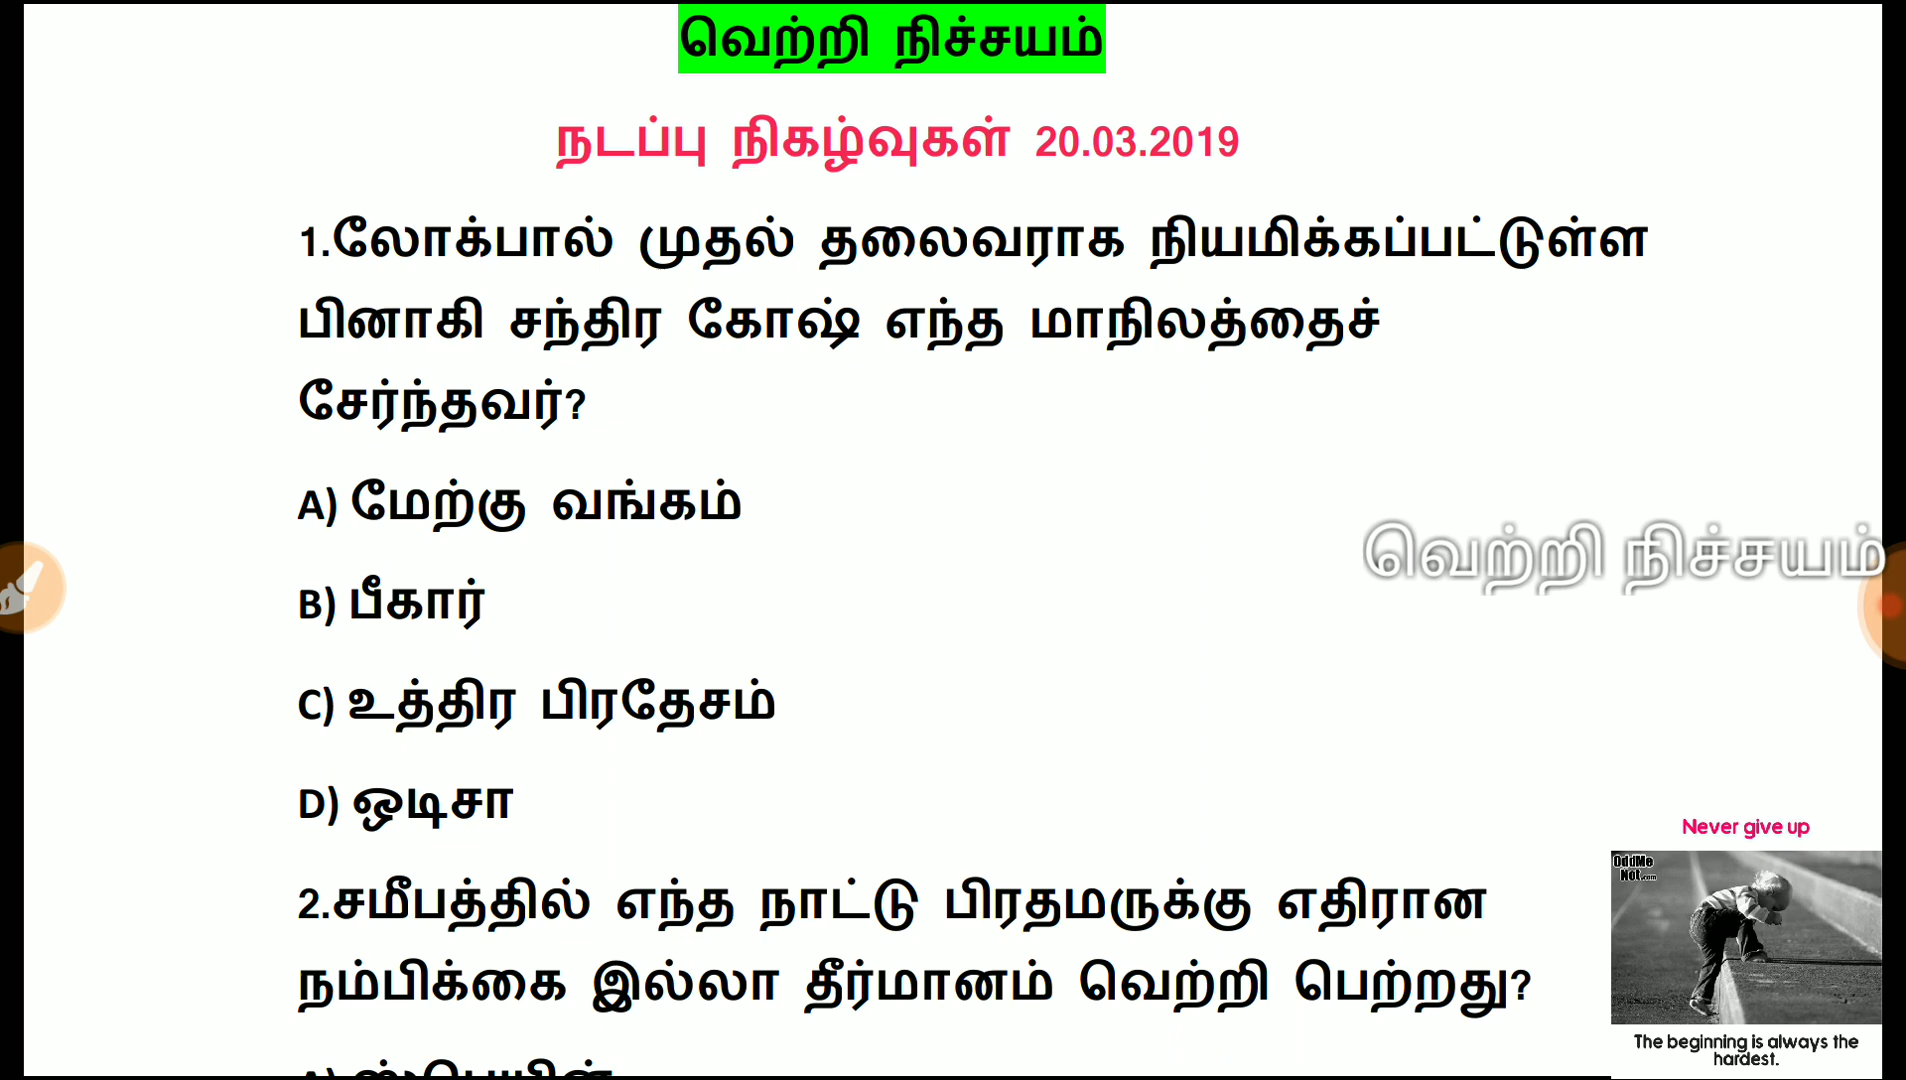 வெற்றி நிச்சயம்
நடப்பு நிகழ்வுகள் 20.03.2019
1.லோக்பால் முதல் தலைவராக நியமிக்கப்பட்டுள்ள
பினாகி சந்திர கோஷ் எந்த மாநிலத்தைச்
சேர்ந்தவர்?
A) மேற்கு வங்கம்
வெற்றி நிச்சயம்
B) பீகார்
C) உத்திர பிரதேசம்
D) ஒடிசா
Never give up
OddMe
Not.com
2.சமீபத்தில் எந்த நாட்டு பிரதமருக்கு எதிரான
நம்பிக்கை இல்லா தீர்மானம் வெற்றி பெற்றது?
The beginning is always the
hardest.